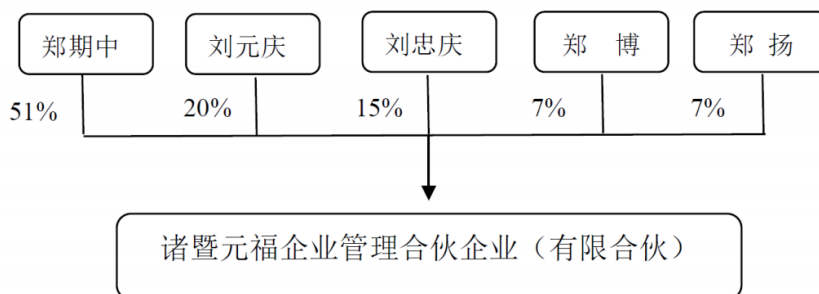 郑期中 刘元庆 刘忠庆 郑 博 郑 扬
51% 20% 15% 7% 7%
诸暨元福企业管理合伙企业（有限合伙）